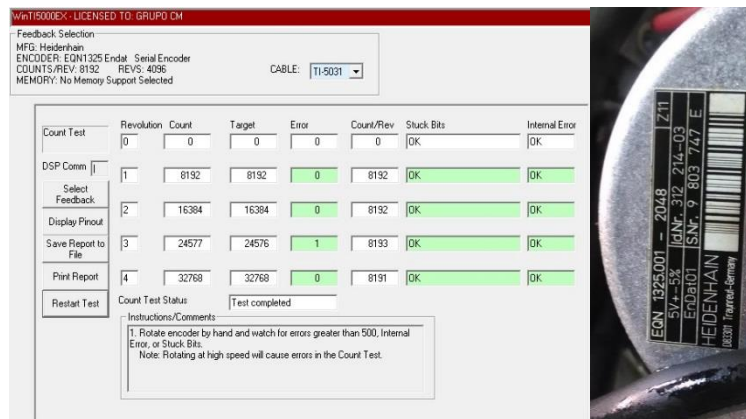 WinTI5000EX - LICENSED TO: GRUPO CM
Feedback Selection
MFG: Heidenhain
ENCODER: EQN1325 Endat Serial Encoder
COUNTS/REV: 8192 REVS: 4096
MEMORY: No Memory Support Selected
CABLE: TI-5031
Count Test
Revolution Count Target Error Count/Rev Stuck Bits Internal Error
0 0 0 0 0 OK OK
DSP Comm
1 8192 8192 0 8192 OK OK
Select
Feedback
2 16384 16384 0 8192 OK OK
Display Pinout
Save Report to
File
3 24577 24576 1 8193 OK OK
Print Report
4 32768 32768 0 8191 OK OK
Restart Test
Count Test Status Test completed
Instructions/Comments
1. Rotate encoder by hand and watch for errors greater than 500, Internal
Error, or Stuck Bits.
Note: Rotating at high speed will cause errors in the Count Test.
EQN 1325.001 - 2048 Z11
5V+-5% Id.Nr. 312 214-03
EnDat01 S.Nr. 9 803 747 E
HEIDENHAIN
D83301 Traunreut-Germany